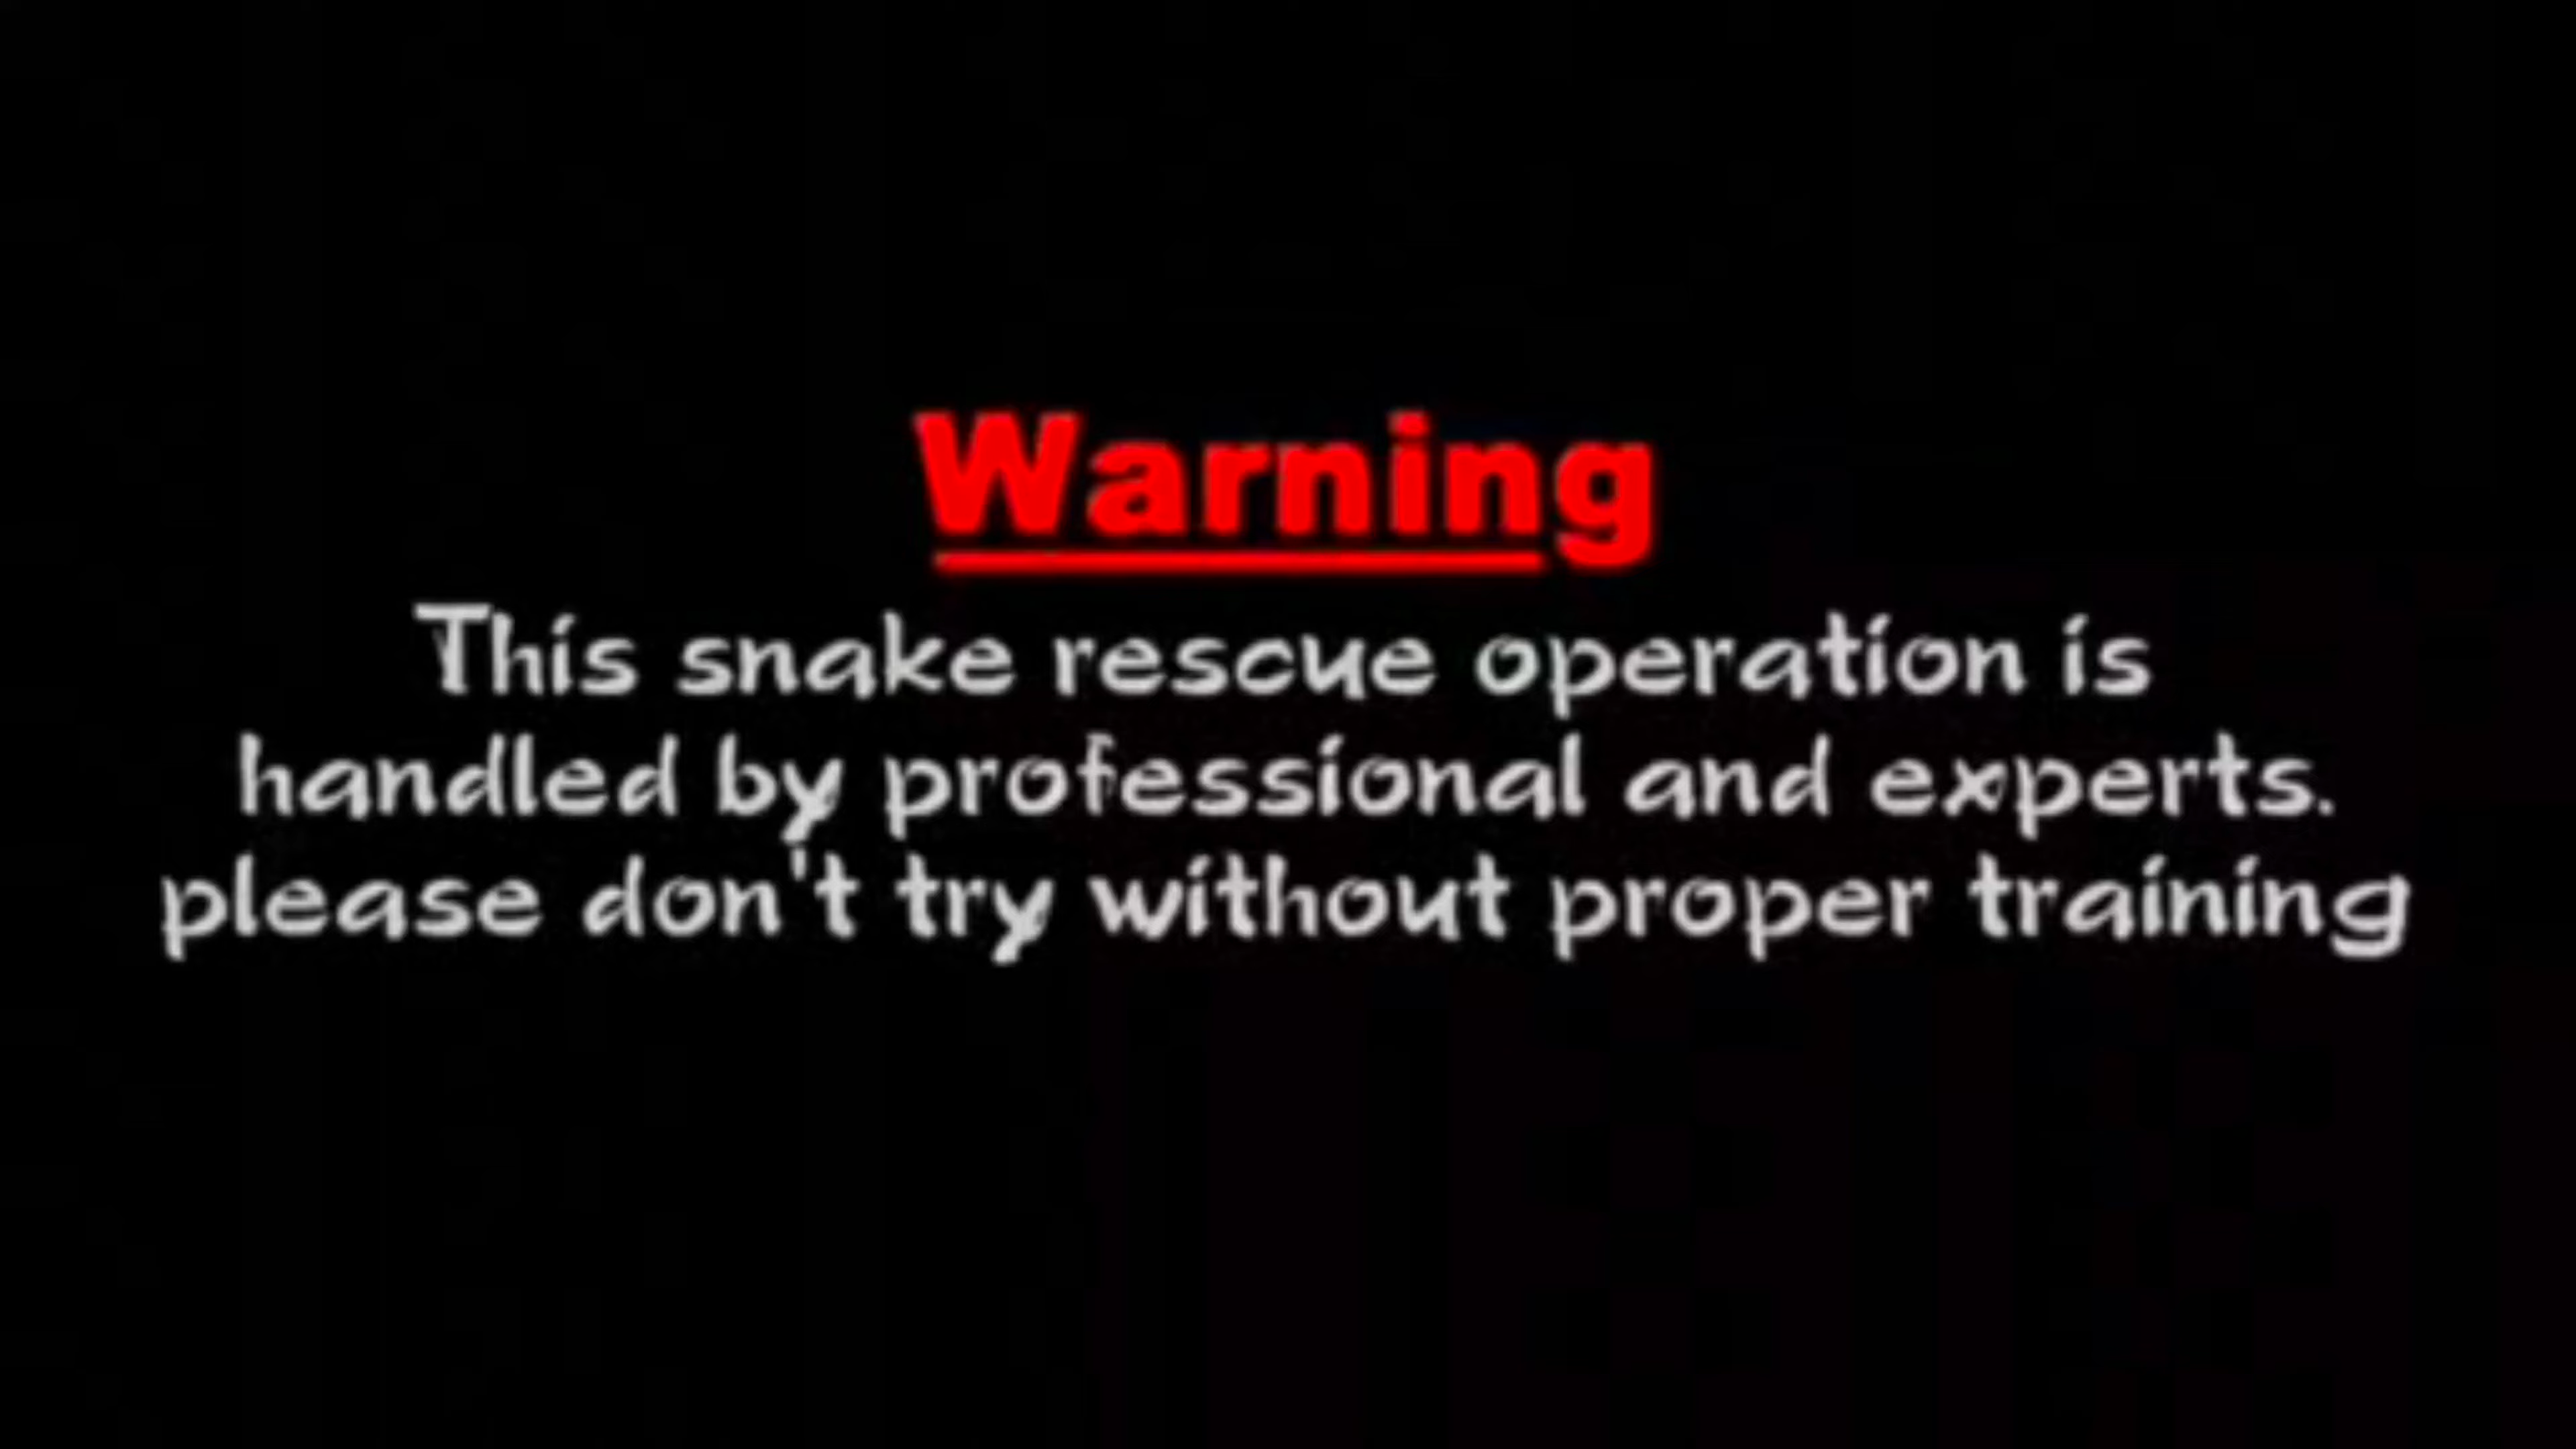 Warning
This snake rescue operation is
handled by professional and experts.
please don't try without proper training